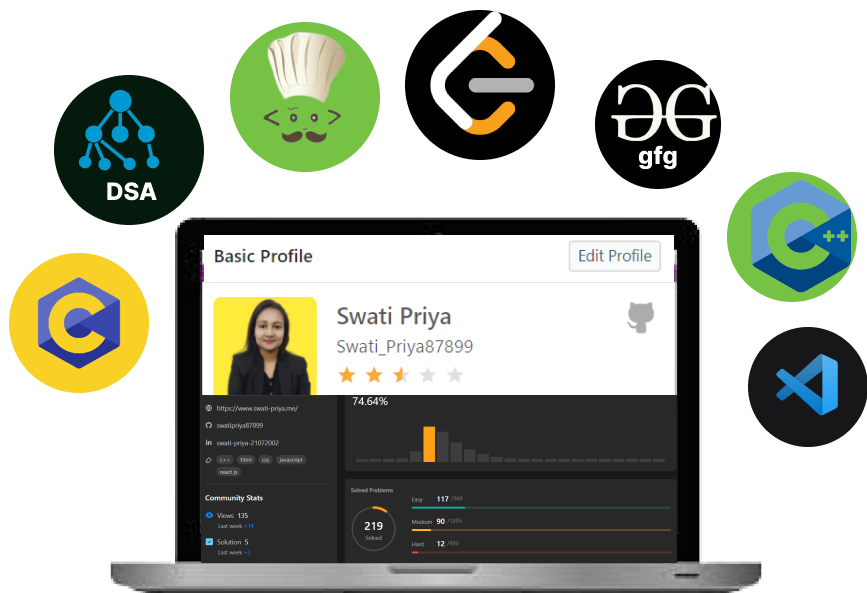 DSA
gfg
C
C++
Basic Profile
Edit Profile
Swati Priya
Swati_Priya87899
74.64%
https://www.swati-priya.me/
swatipriya87899
swati-priya-21072002
c++ html css javascript
react js
Community Stats
Views 135
Last week +14
Solution 5
Last week +2
Solved Problems
219
Solved
Easy 117 /569
Medium 90 /1205
Hard 12 /493